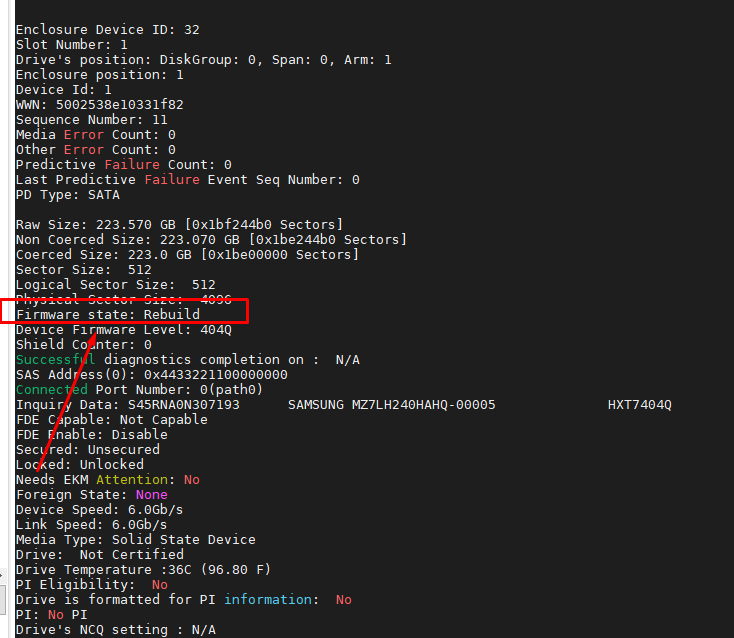 Enclosure Device ID: 32
Slot Number: 1
Drive's position: DiskGroup: 0, Span: 0, Arm: 1
Enclosure position: 1
Device Id: 1
WWN: 5002538e10331f82
Sequence Number: 11
Media Error Count: 0
Other Error Count: 0
Predictive Failure Count: 0
Last Predictive Failure Event Seq Number: 0
PD Type: SATA
Raw Size: 223.570 GB [0x1bf244b0 Sectors]
Non Coerced Size: 223.070 GB [0x1be244b0 Sectors]
Coerced Size: 223.0 GB [0x1be00000 Sectors]
Sector Size:  512
Logical Sector Size:  512
Physical Sector Size:  4096
Firmware state: Rebuild
Device Firmware Level: 404Q
Shield Counter: 0
Successful diagnostics completion on :  N/A
SAS Address(0): 0x4433221100000000
Connected Port Number: 0(path0)
Inquiry Data: S45RNA0N307193      SAMSUNG MZ7LH240HAHQ-00005              HXT7404Q
FDE Capable: Not Capable
FDE Enable: Disable
Secured: Unsecured
Locked: Unlocked
Needs EKM Attention: No
Foreign State: None
Device Speed: 6.0Gb/s
Link Speed: 6.0Gb/s
Media Type: Solid State Device
Drive:  Not Certified
Drive Temperature :36C (96.80 F)
PI Eligibility:  No
Drive is formatted for PI information:  No
PI: No PI
Drive's NCQ setting : N/A